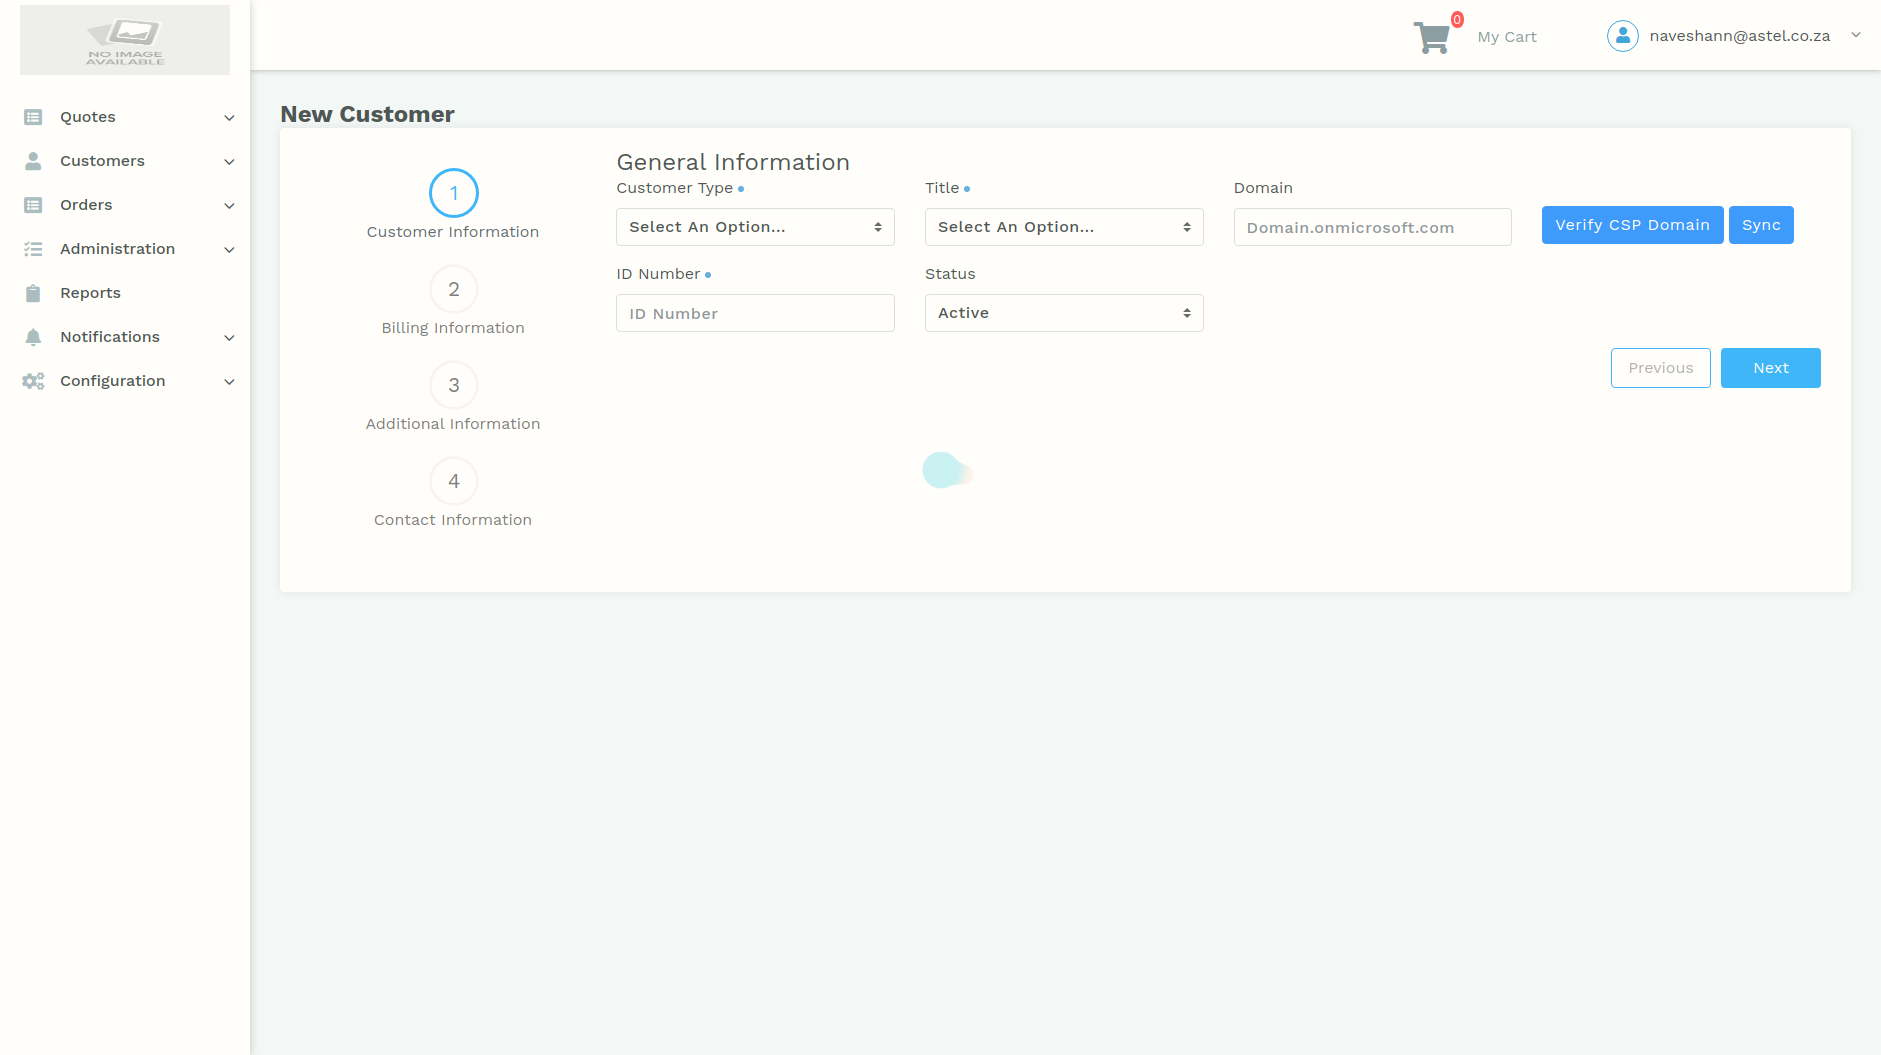 NO IMAGE
AVAILABLE
Quotes
Customers
Orders
Administration
Reports
Notifications
Configuration
0
My Cart
naveshann@astel.co.za
New Customer
1
Customer Information
2
Billing Information
3
Additional Information
4
Contact Information
General Information
Customer Type
Select An Option...
Title
Select An Option...
Domain
Domain.onmicrosoft.com
Verify CSP Domain
Sync
ID Number
ID Number
Status
Active
Previous
Next